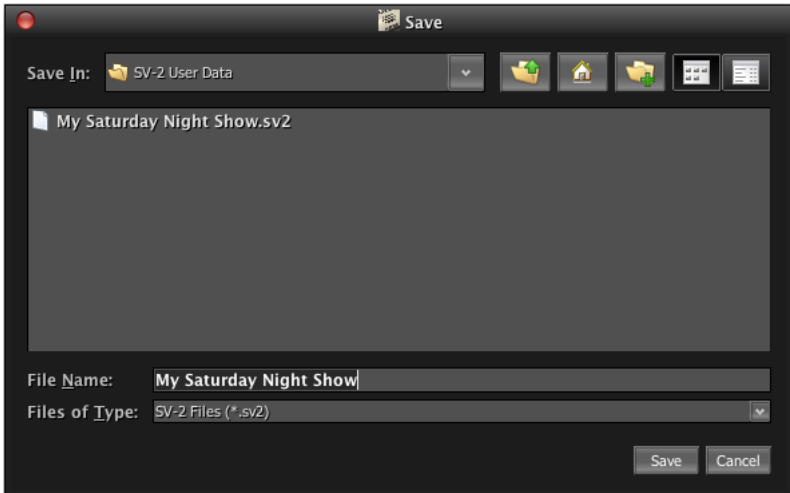 Save
Save In: SV-2 User Data
My Saturday Night Show.sv2
File Name: My Saturday Night Show
Files of Type: SV-2 Files (*.sv2)
Save Cancel